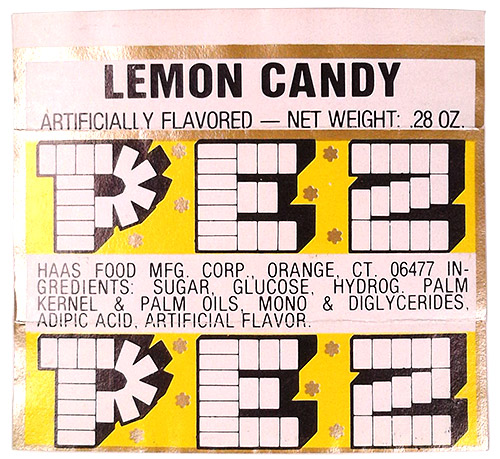 LEMON CANDY
ARTIFICIALLY FLAVORED — NET WEIGHT: .28 OZ.
PEZ
HAAS FOOD MFG. CORP., ORANGE, CT. 06477 IN-
GREDIENTS: SUGAR, GLUCOSE, HYDROG. PALM
KERNEL & PALM OILS, MONO & DIGLYCERIDES,
ADIPIC ACID, ARTIFICIAL FLAVOR.
PEZ